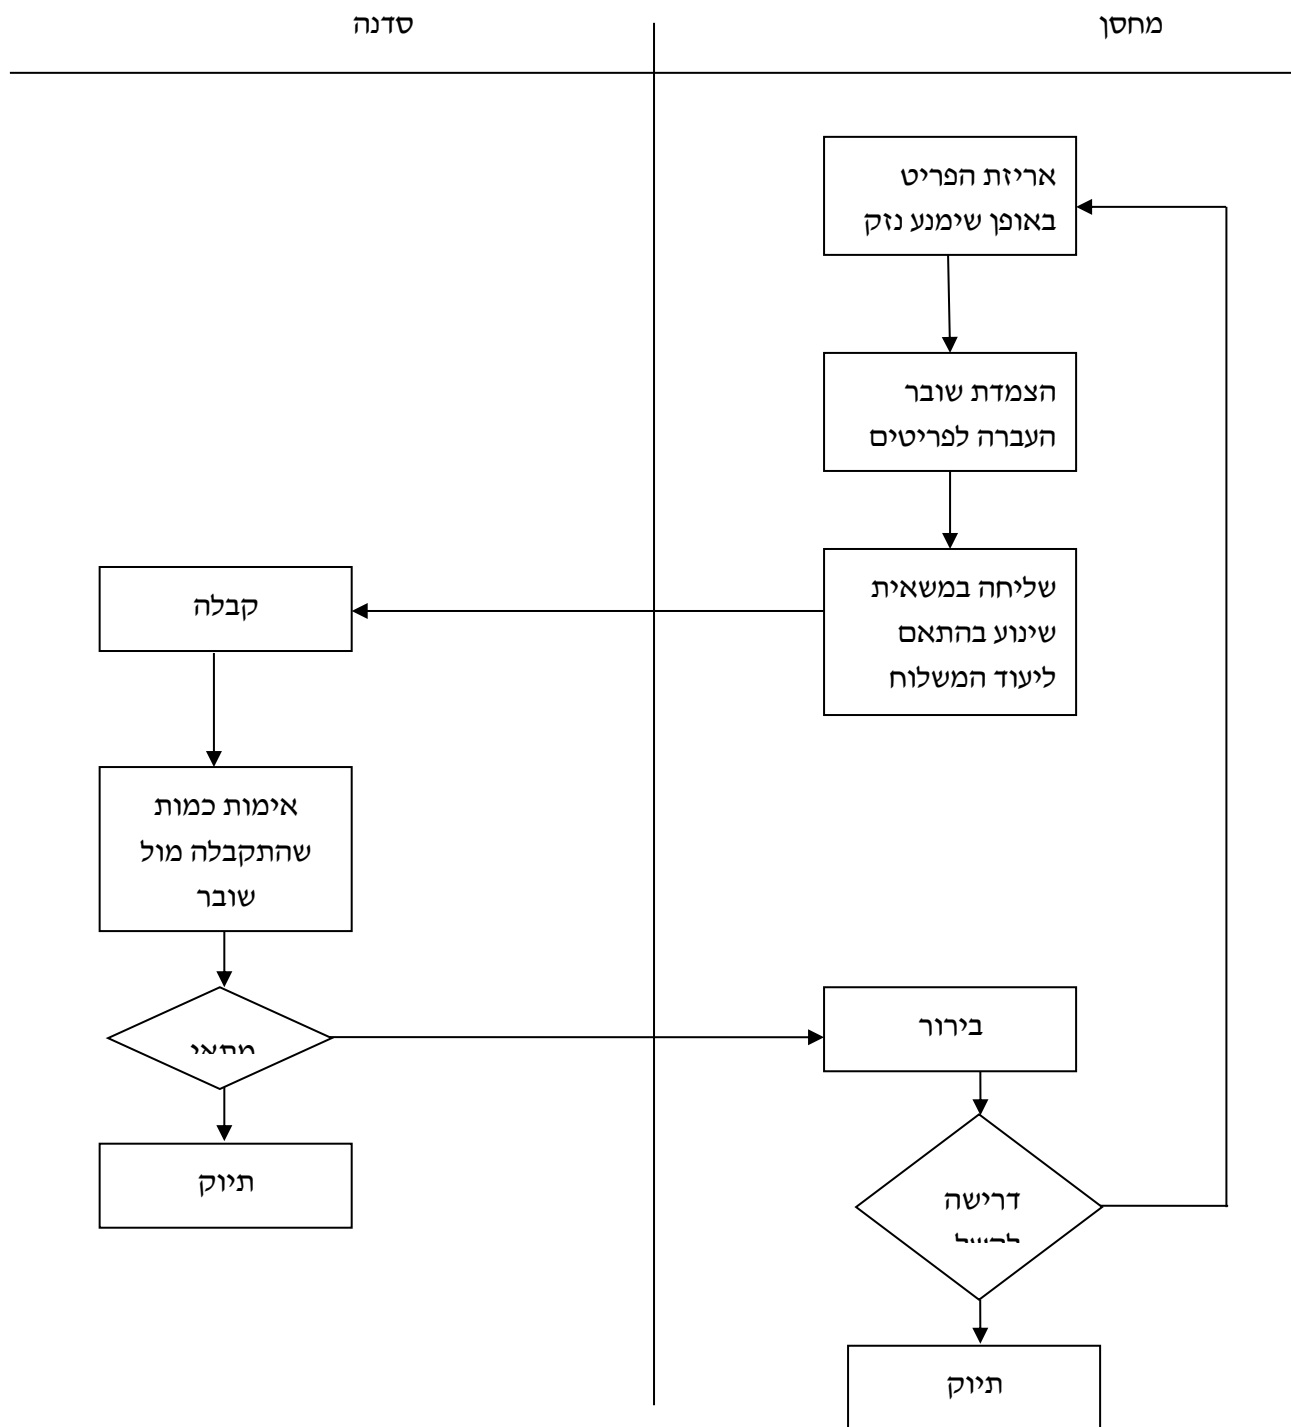 מחסן
סדנה
אריזת הפריט
באופן שימנע נזק
הצמדת שובר
העברה לפריטים
שליחה במשאית
שינוע בהתאם
ליעוד המשלוח
קבלה
אימות כמות
שהתקבלה מול
שובר
בירור
תיוק
דרישה
תיוק